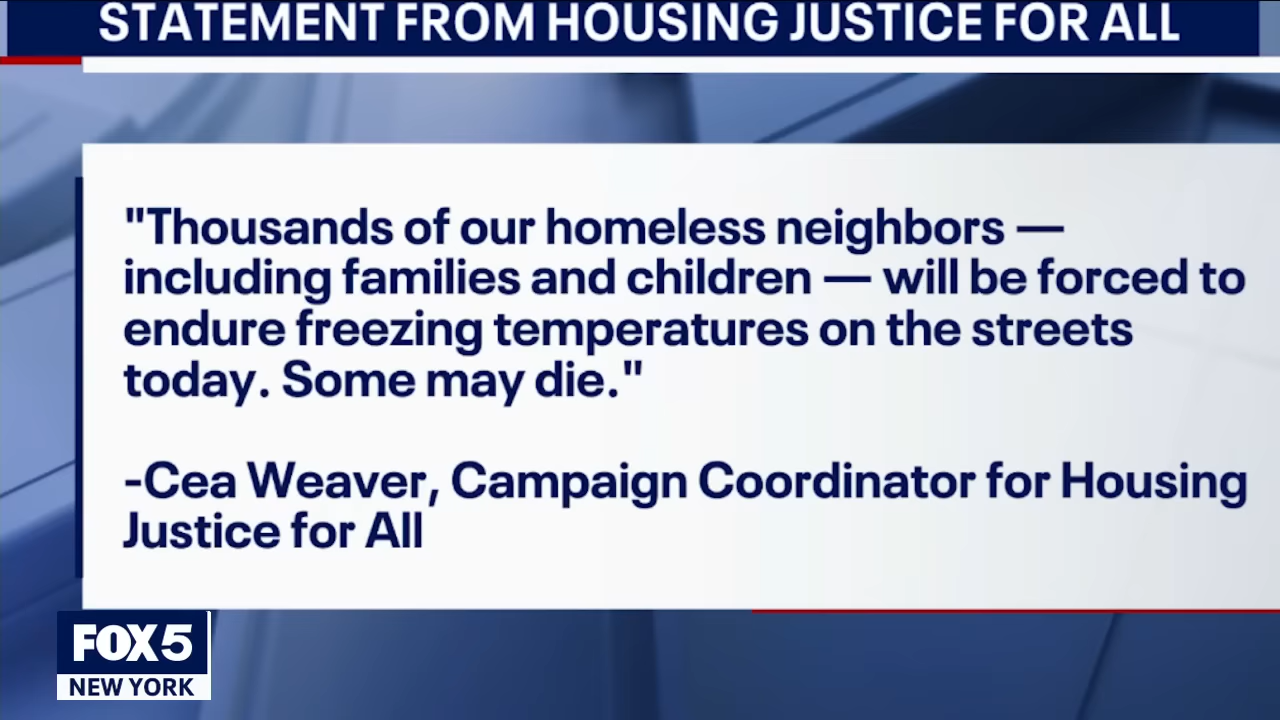 STATEMENT FROM HOUSING JUSTICE FOR ALL
"Thousands of our homeless neighbors —
including families and children — will be forced to
endure freezing temperatures on the streets
today. Some may die."
-Cea Weaver, Campaign Coordinator for Housing
Justice for All
FOX5
NEW YORK